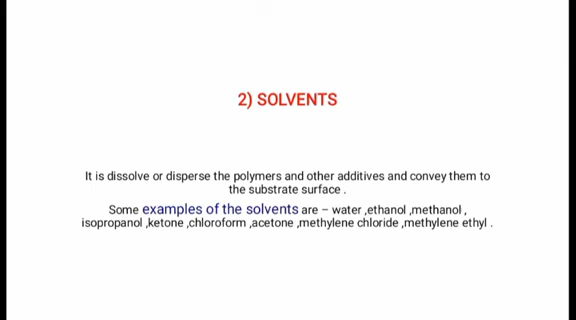 2) SOLVENTS
It is dissolve or disperse the polymers and other additives and convey them to
the substrate surface .
Some examples of the solvents are – water ,ethanol ,methanol ,
isopropanol ,ketone ,chloroform ,acetone ,methylene chloride ,methylene ethyl .